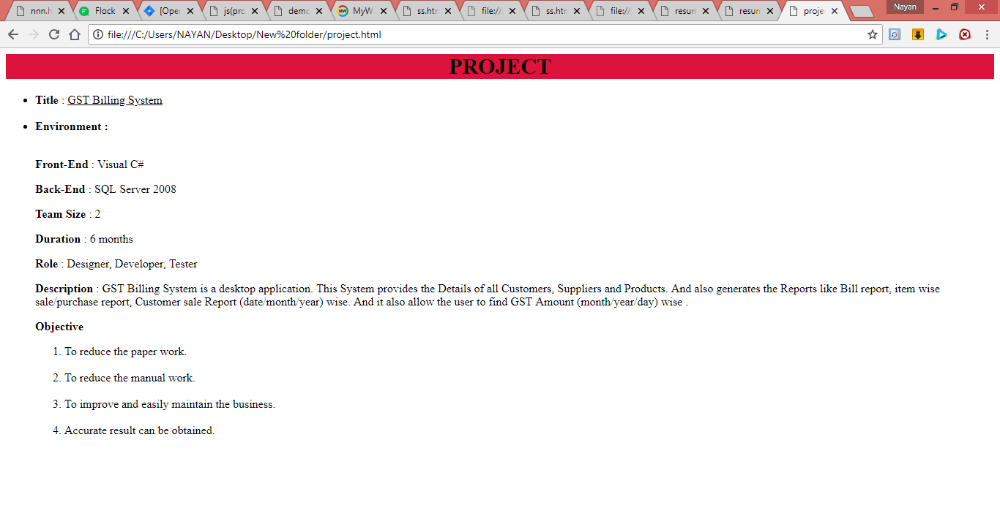 nnn.h
Flock
[Ope
js(prc
demo
MyW
ss.htr
file://
ss.htr
file://
resun
resun
proje
Nayan
file:///C:/Users/NAYAN/Desktop/New%20folder/project.html
PROJECT
• Title : GST Billing System
• Environment :
Front-End : Visual C#
Back-End : SQL Server 2008
Team Size : 2
Duration : 6 months
Role : Designer, Developer, Tester
Description : GST Billing System is a desktop application. This System provides the Details of all Customers, Suppliers and Products. And also generates the Reports like Bill report, item wise
sale/purchase report, Customer sale Report (date/month/year) wise. And it also allow the user to find GST Amount (month/year/day) wise .
Objective
1. To reduce the paper work.
2. To reduce the manual work.
3. To improve and easily maintain the business.
4. Accurate result can be obtained.